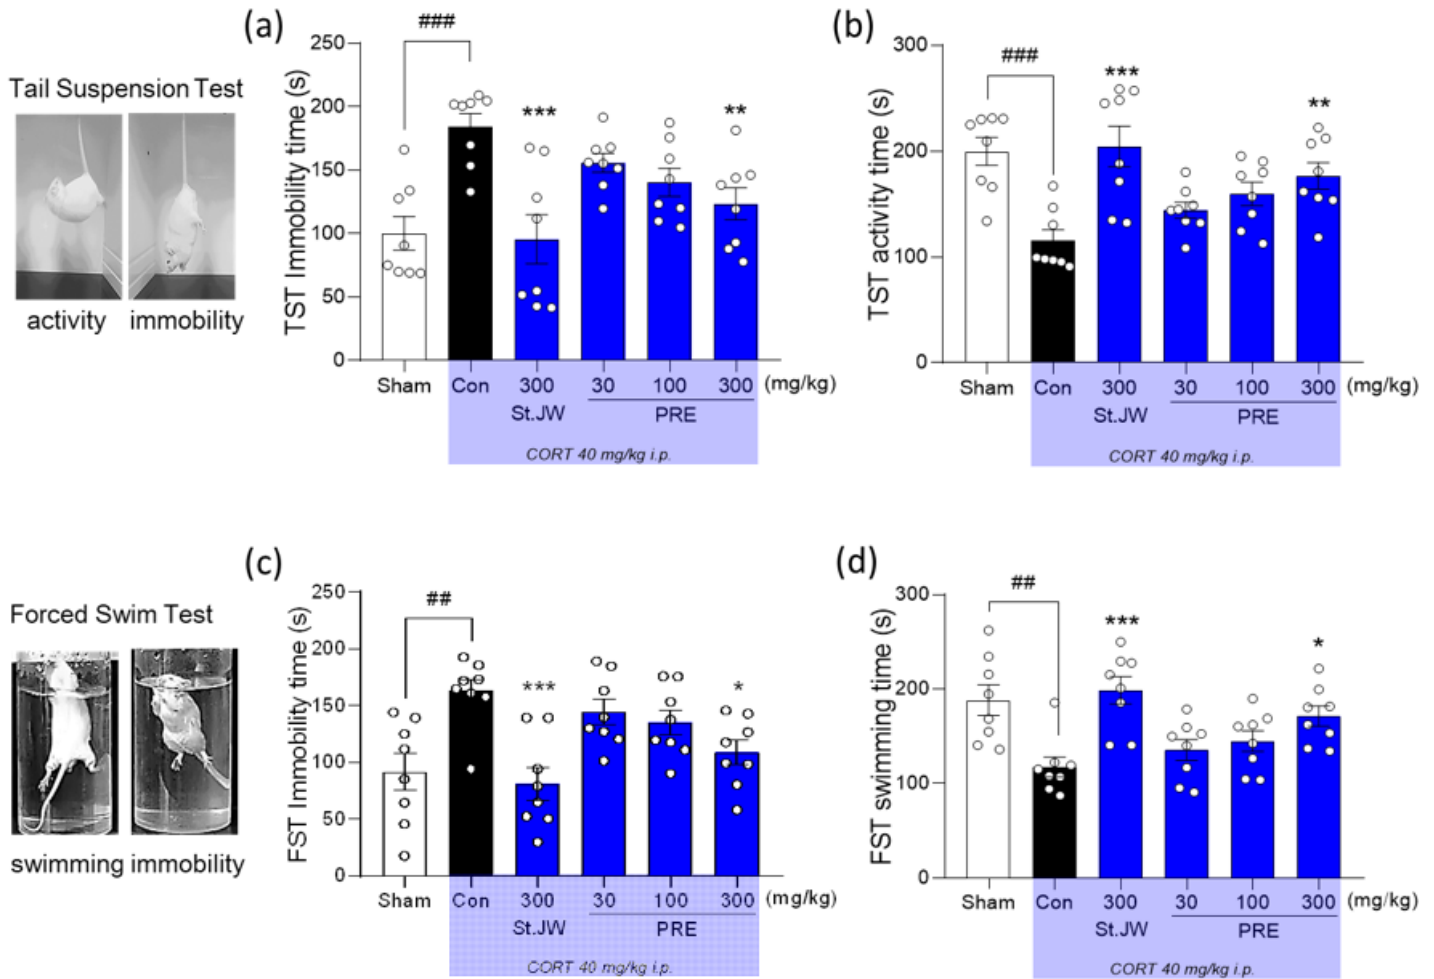 (a)
(b)
Tail Suspension Test
activity immobility
TST Immobility time (s)
250
200
150
100
50
0
###
***
**
Sham Con 300 30 100 300 (mg/kg)
St.JW PRE
CORT 40 mg/kg i.p.
TST activity time (s)
300
200
100
0
###
***
**
Sham Con 300 30 100 300 (mg/kg)
St.JW PRE
CORT 40 mg/kg i.p.
(c)
(d)
Forced Swim Test
swimming immobility
FST Immobility time (s)
250
200
150
100
50
0
##
***
*
Sham Con 300 30 100 300 (mg/kg)
St.JW PRE
CORT 40 mg/kg i.p.
FST swimming time (s)
300
200
100
0
##
***
*
Sham Con 300 30 100 300 (mg/kg)
St.JW PRE
CORT 40 mg/kg i.p.